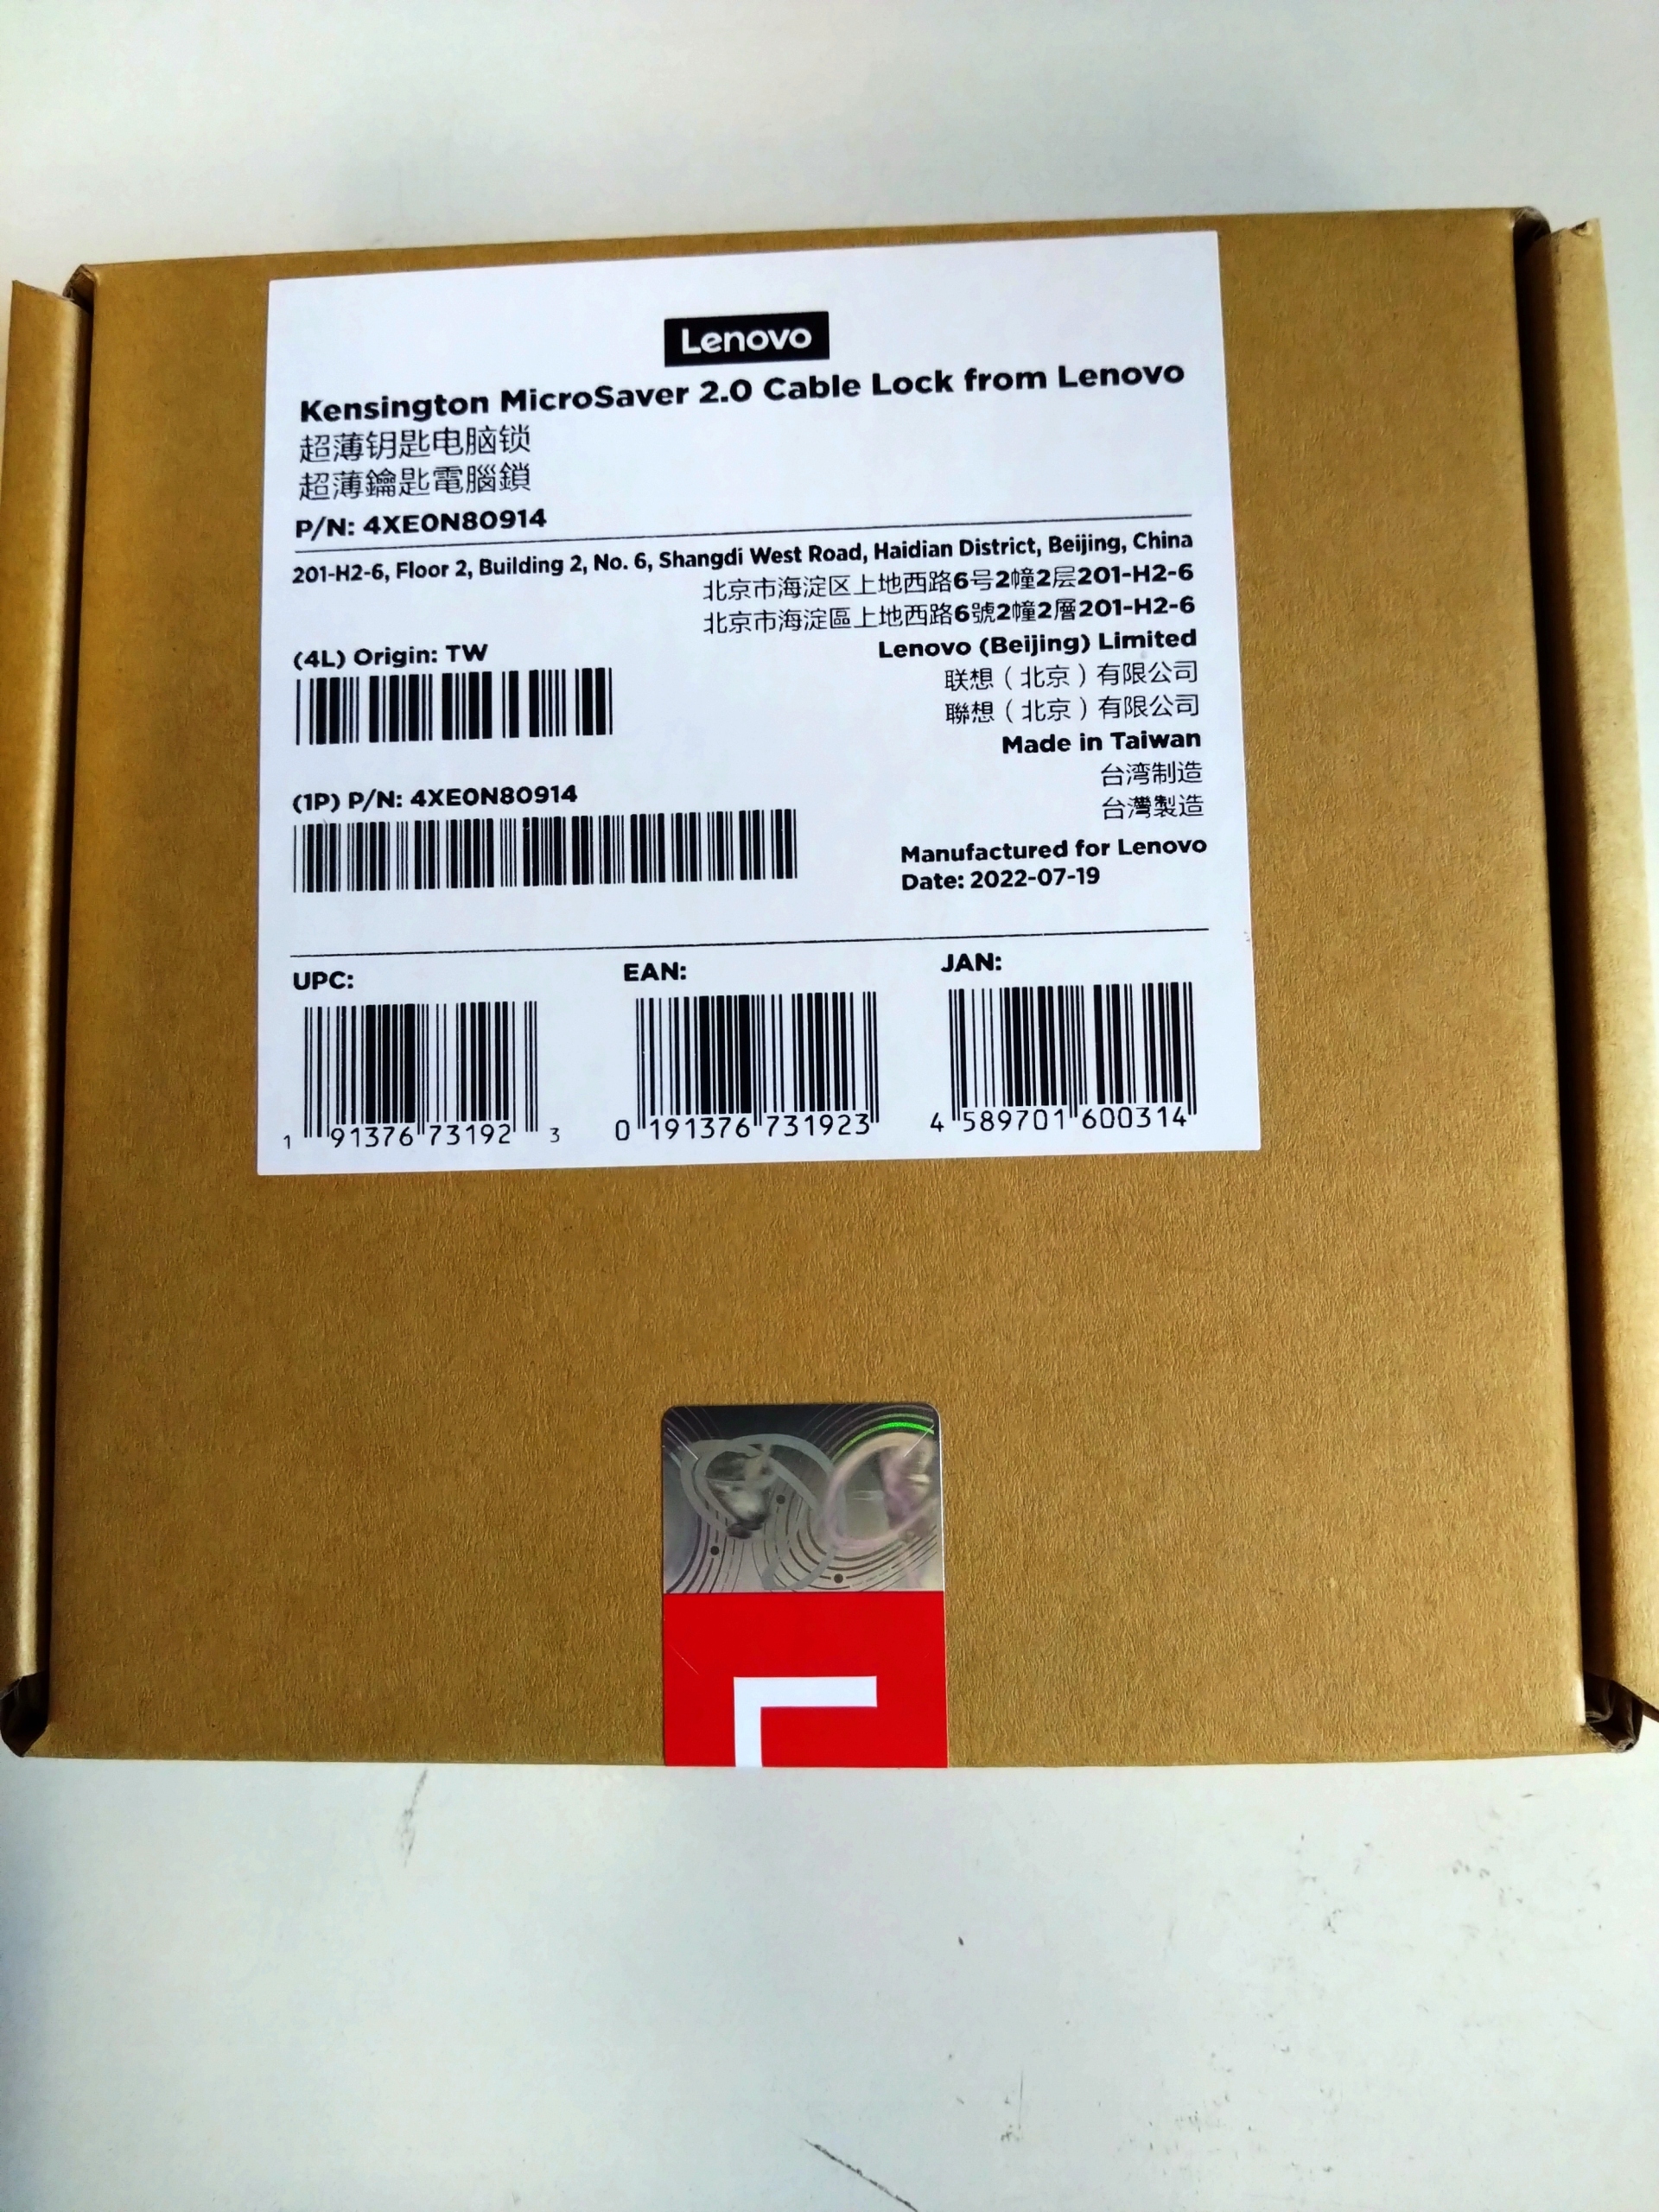 Lenovo
Kensington MicroSaver 2.0 Cable Lock from Lenovo
超薄钥匙电脑锁
超薄鑰匙電腦鎖
P/N: 4XE0N80914
201-H2-6, Floor 2, Building 2, No. 6, Shangdi West Road, Haidian District, Beijing, China
北京市海淀区上地西路6号2幢2层201-H2-6
北京市海淀區上地西路6號2幢2層201-H2-6
Lenovo (Beijing) Limited
联想（北京）有限公司
聯想（北京）有限公司
Made in Taiwan
台湾制造
台灣製造
(4L) Origin: TW
(1P) P/N: 4XE0N80914
Manufactured for Lenovo
Date: 2022-07-19
UPC:
1 91376 73192 3
EAN:
0 191376 731923
JAN:
4 589701 600314
L